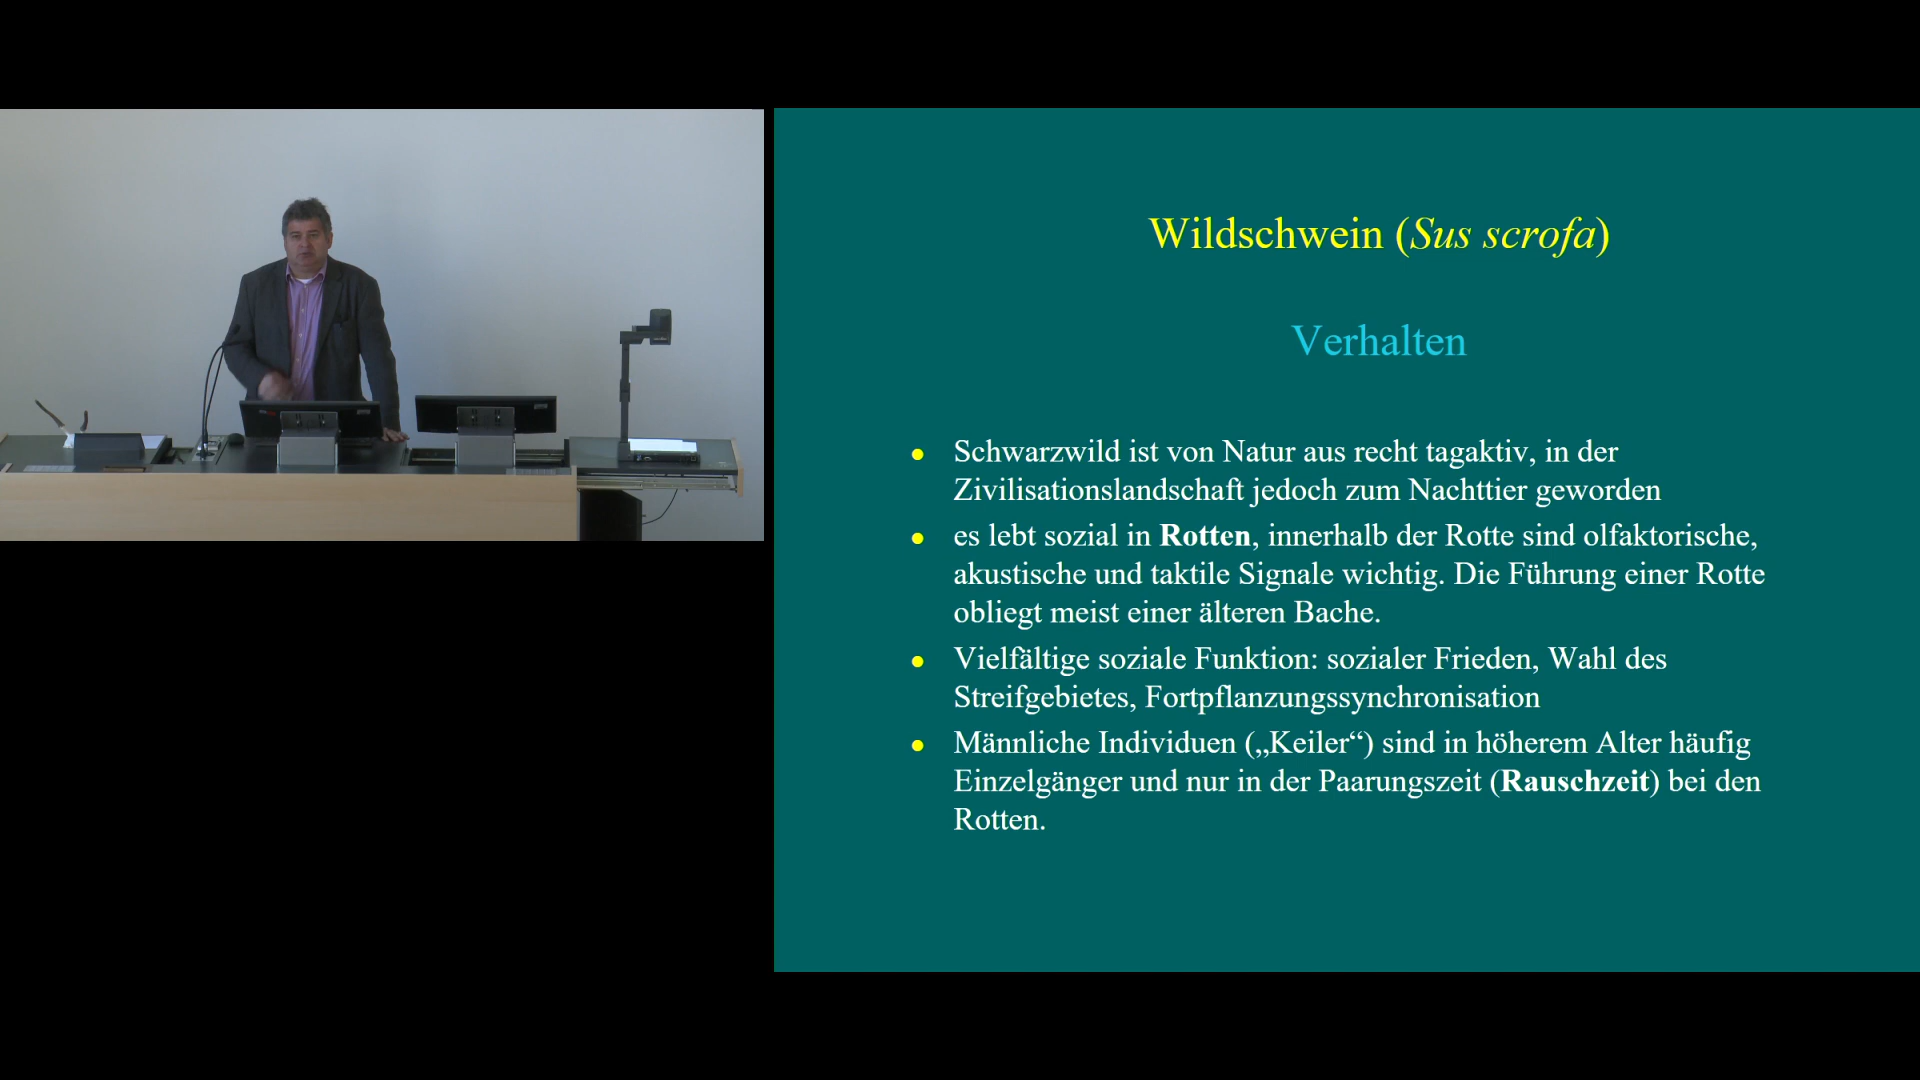 Wildschwein (Sus scrofa)
Verhalten
● Schwarzwild ist von Natur aus recht tagaktiv, in der
Zivilisationslandschaft jedoch zum Nachttier geworden
● es lebt sozial in Rotten, innerhalb der Rotte sind olfaktorische,
akustische und taktile Signale wichtig. Die Führung einer Rotte
obliegt meist einer älteren Bache.
● Vielfältige soziale Funktion: sozialer Frieden, Wahl des
Streifgebietes, Fortpflanzungssynchronisation
● Männliche Individuen („Keiler“) sind in höherem Alter häufig
Einzelgänger und nur in der Paarungszeit (Rauschzeit) bei den
Rotten.